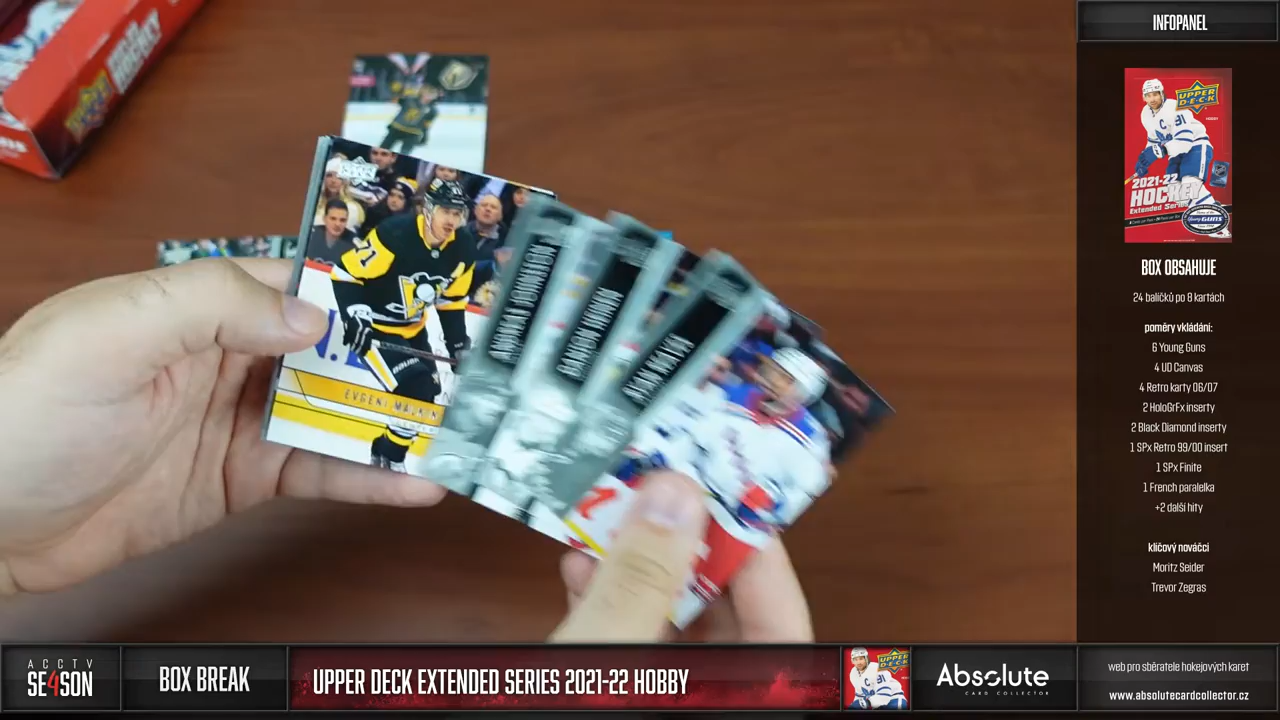 INFOPANEL
UPPER
DECK
2021-22
HOCKEY
Extended Series
YOUNG GUNS
BOX OBSAHUJE
24 balíčků po 8 kartách
poměry vkládání:
6 Young Guns
4 UD Canvas
4 Retro karty 06/07
2 HoloGrFx inserty
2 Black Diamond inserty
1 SPx Retro 99/00 insert
1 SPx Finite
1 French paralelka
+2 další hity
klíčový nováčci
Moritz Seider
Trevor Zegras
71
EVGENI MALKIN
ACCTV
SE4SON
BOX BREAK
UPPER DECK EXTENDED SERIES 2021-22 HOBBY
Absolute
CARD COLLECTOR
web pro sběratele hokejových karet
www.absolutecardcollector.cz